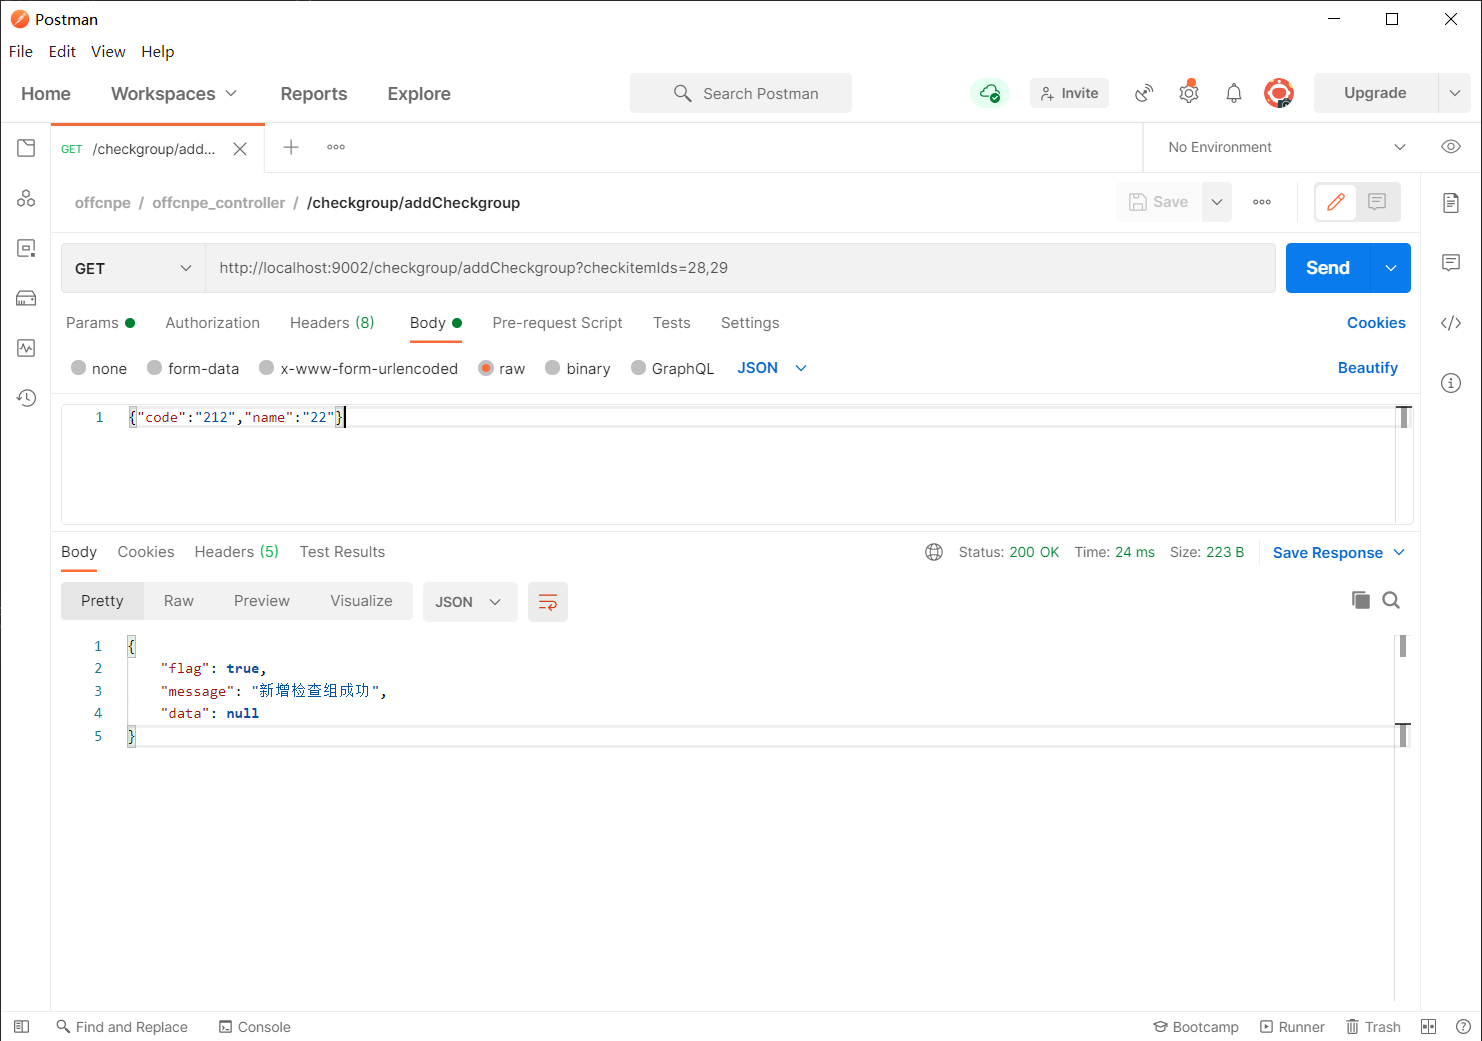 Postman
File Edit View Help
Home Workspaces Reports Explore Search Postman Invite Upgrade
GET /checkgroup/add... No Environment
offcnpe / offcnpe_controller / /checkgroup/addCheckgroup Save
GET http://localhost:9002/checkgroup/addCheckgroup?checkitemIds=28,29 Send
Params Authorization Headers (8) Body Pre-request Script Tests Settings Cookies
none form-data x-www-form-urlencoded raw binary GraphQL JSON Beautify
1 {"code":"212","name":"22"}
Body Cookies Headers (5) Test Results Status: 200 OK Time: 24 ms Size: 223 B Save Response
Pretty Raw Preview Visualize JSON
1 {
2 "flag": true,
3 "message": "新增检查组成功",
4 "data": null
5 }
Find and Replace Console Bootcamp Runner Trash